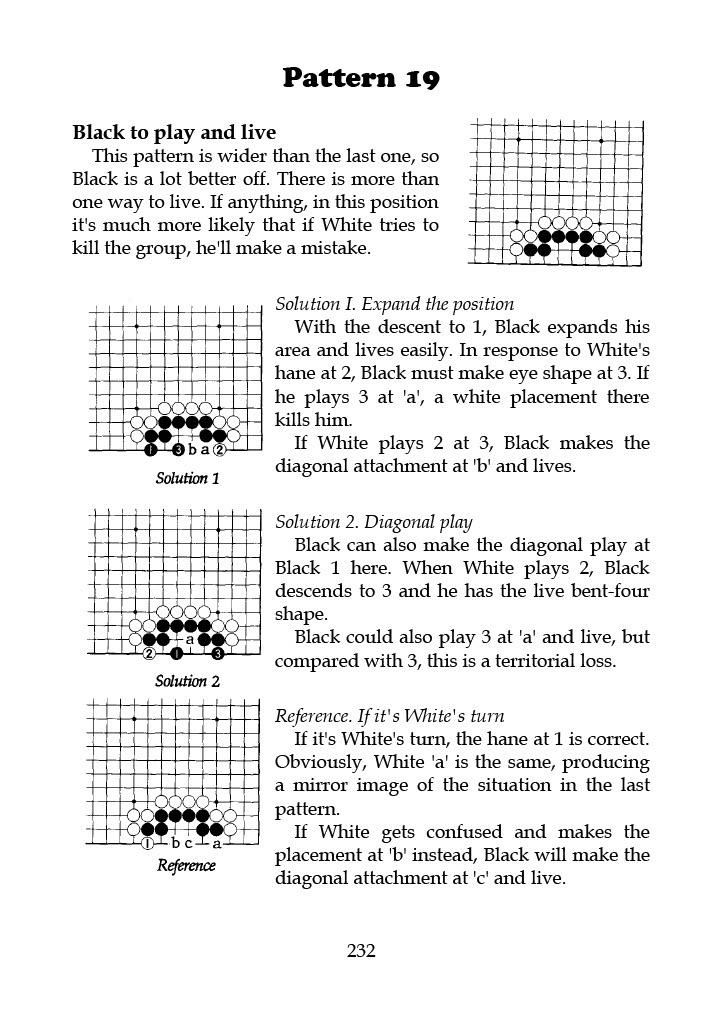 Pattern 19
Black to play and live
This pattern is wider than the last one, so
Black is a lot better off. There is more than
one way to live. If anything, in this position
it's much more likely that if White tries to
kill the group, he'll make a mistake.
Solution I. Expand the position
With the descent to 1, Black expands his
area and lives easily. In response to White's
hane at 2, Black must make eye shape at 3. If
he plays 3 at 'a', a white placement there
kills him.
If White plays 2 at 3, Black makes the
diagonal attachment at 'b' and lives.
1 3 b a 2
Solution 1
Solution 2. Diagonal play
Black can also make the diagonal play at
Black 1 here. When White plays 2, Black
descends to 3 and he has the live bent-four
shape.
Black could also play 3 at 'a' and live, but
compared with 3, this is a territorial loss.
a
2 1 3
Solution 2
Reference. If it's White's turn
If it's White's turn, the hane at 1 is correct.
Obviously, White 'a' is the same, producing
a mirror image of the situation in the last
pattern.
If White gets confused and makes the
placement at 'b' instead, Black will make the
diagonal attachment at 'c' and live.
1 b c a
Reference
232